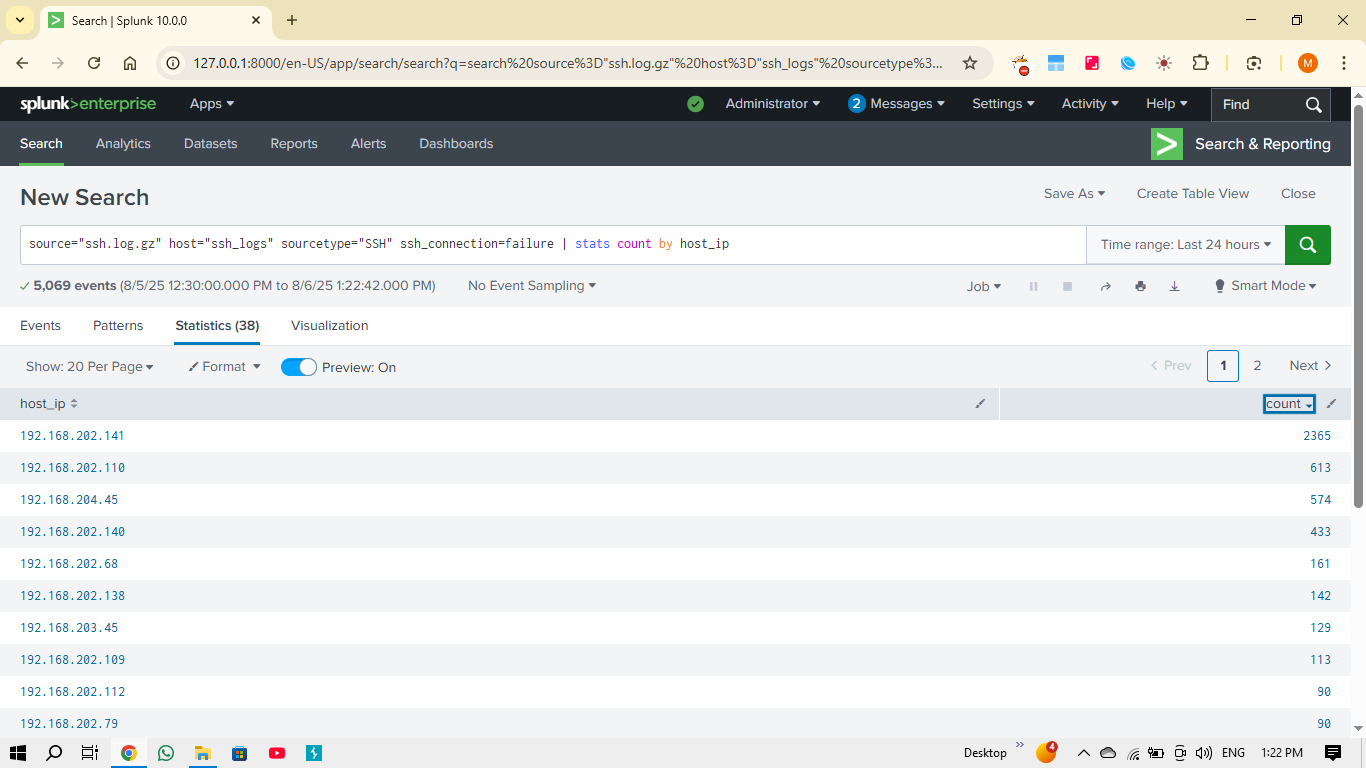 Search | Splunk 10.0.0
127.0.0.1:8000/en-US/app/search/search?q=search%20source%3D"ssh.log.gz"%20host%3D"ssh_logs"%20sourcetype%3...
M
splunk>enterprise Apps Administrator 2 Messages Settings Activity Help Find
Search Analytics Datasets Reports Alerts Dashboards Search & Reporting
New Search Save As Create Table View Close
source="ssh.log.gz" host="ssh_logs" sourcetype="SSH" ssh_connection=failure | stats count by host_ip Time range: Last 24 hours
5,069 events (8/5/25 12:30:00.000 PM to 8/6/25 1:22:42.000 PM) No Event Sampling Job Smart Mode
Events Patterns Statistics (38) Visualization
Show: 20 Per Page Format Preview: On Prev 1 2 Next
host_ip count
192.168.202.141 2365
192.168.202.110 613
192.168.204.45 574
192.168.202.140 433
192.168.202.68 161
192.168.202.138 142
192.168.203.45 129
192.168.202.109 113
192.168.202.112 90
192.168.202.79 90
Desktop 4 ENG 1:22 PM